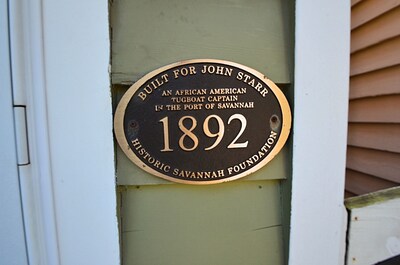 BUILT FOR JOHN STARR
AN AFRICAN AMERICAN
TUGBOAT CAPTAIN
IN THE PORT OF SAVANNAH
1892
HISTORIC SAVANNAH FOUNDATION